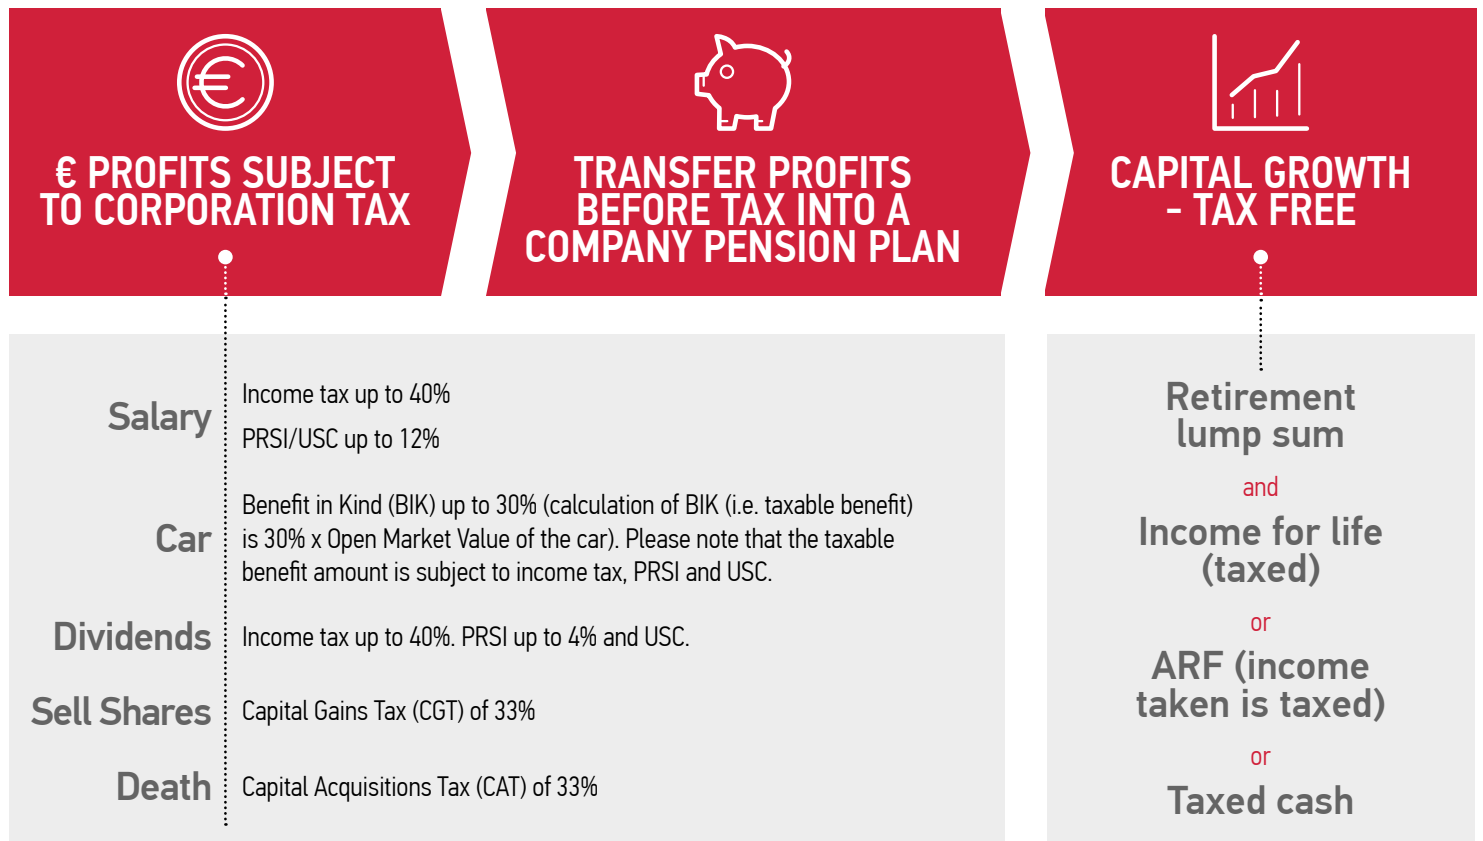 € PROFITS SUBJECT
TO CORPORATION TAX
TRANSFER PROFITS
BEFORE TAX INTO A
COMPANY PENSION PLAN
CAPITAL GROWTH
- TAX FREE
Salary
Income tax up to 40%
PRSI/USC up to 12%
Car
Benefit in Kind (BIK) up to 30% (calculation of BIK (i.e. taxable benefit)
is 30% x Open Market Value of the car). Please note that the taxable
benefit amount is subject to income tax, PRSI and USC.
Dividends
Income tax up to 40%. PRSI up to 4% and USC.
Sell Shares
Capital Gains Tax (CGT) of 33%
Death
Capital Acquisitions Tax (CAT) of 33%
Retirement
lump sum
and
Income for life
(taxed)
or
ARF (income
taken is taxed)
or
Taxed cash